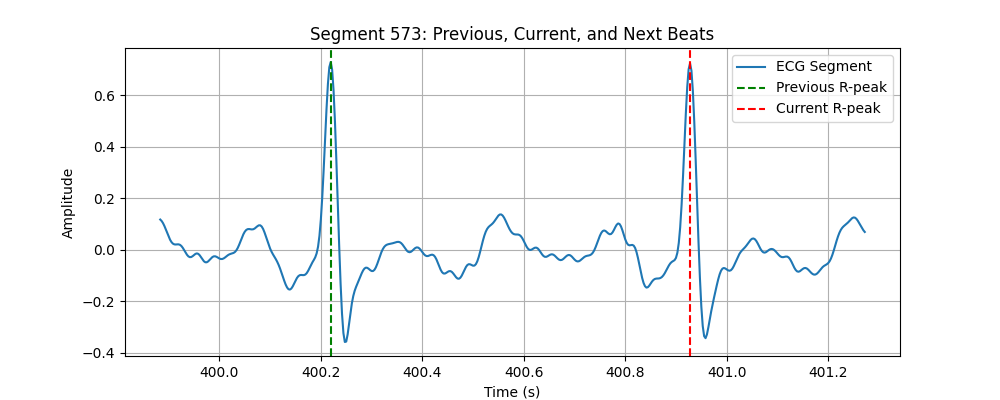 Segment 573: Previous, Current, and Next Beats
ECG Segment
Previous R-peak
Current R-peak
Amplitude
0.6
0.4
0.2
0.0
−0.2
−0.4
400.0 400.2 400.4 400.6 400.8 401.0 401.2
Time (s)